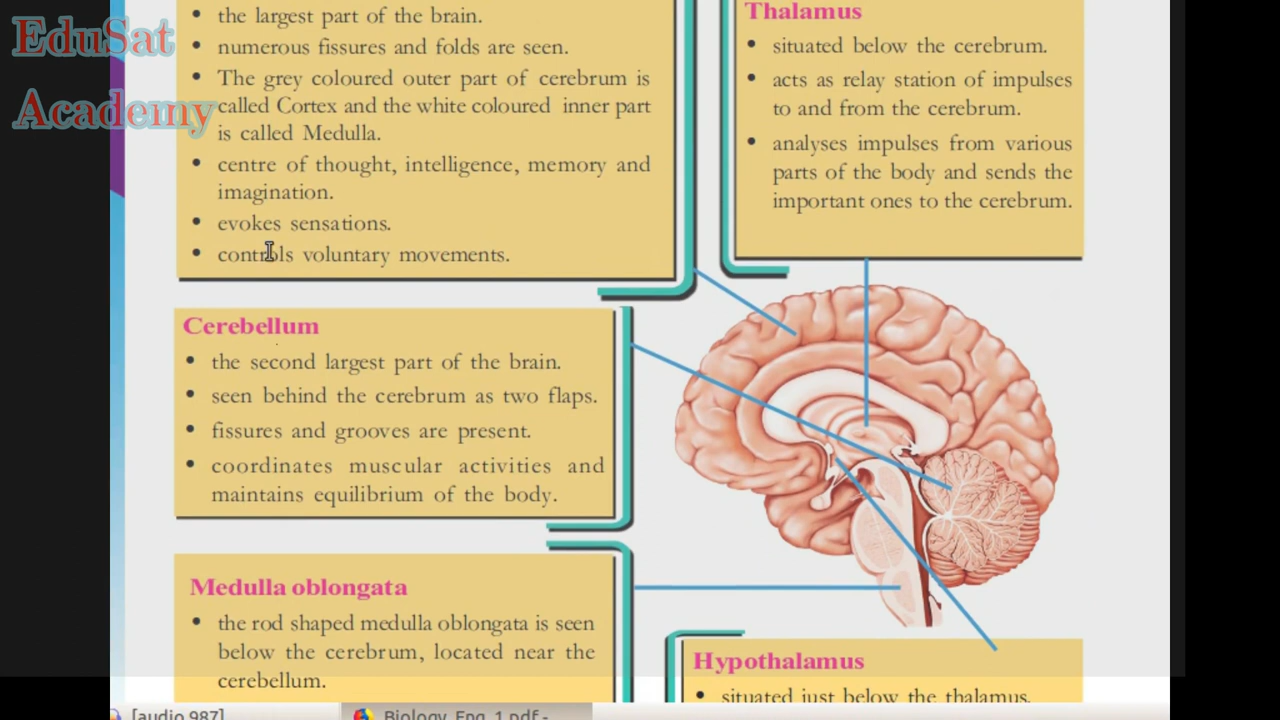 EduSat
Academy
• the largest part of the brain.
• numerous fissures and folds are seen.
• The grey coloured outer part of cerebrum is
called Cortex and the white coloured inner part
is called Medulla.
• centre of thought, intelligence, memory and
imagination.
• evokes sensations.
• controls voluntary movements.
Thalamus
• situated below the cerebrum.
• acts as relay station of impulses
to and from the cerebrum.
• analyses impulses from various
parts of the body and sends the
important ones to the cerebrum.
Cerebellum
• the second largest part of the brain.
• seen behind the cerebrum as two flaps.
• fissures and grooves are present.
• coordinates muscular activities and
maintains equilibrium of the body.
Medulla oblongata
• the rod shaped medulla oblongata is seen
below the cerebrum, located near the
cerebellum.
Hypothalamus
• situated just below the thalamus.
[audio 987]
Biology_Eng_1.pdf -